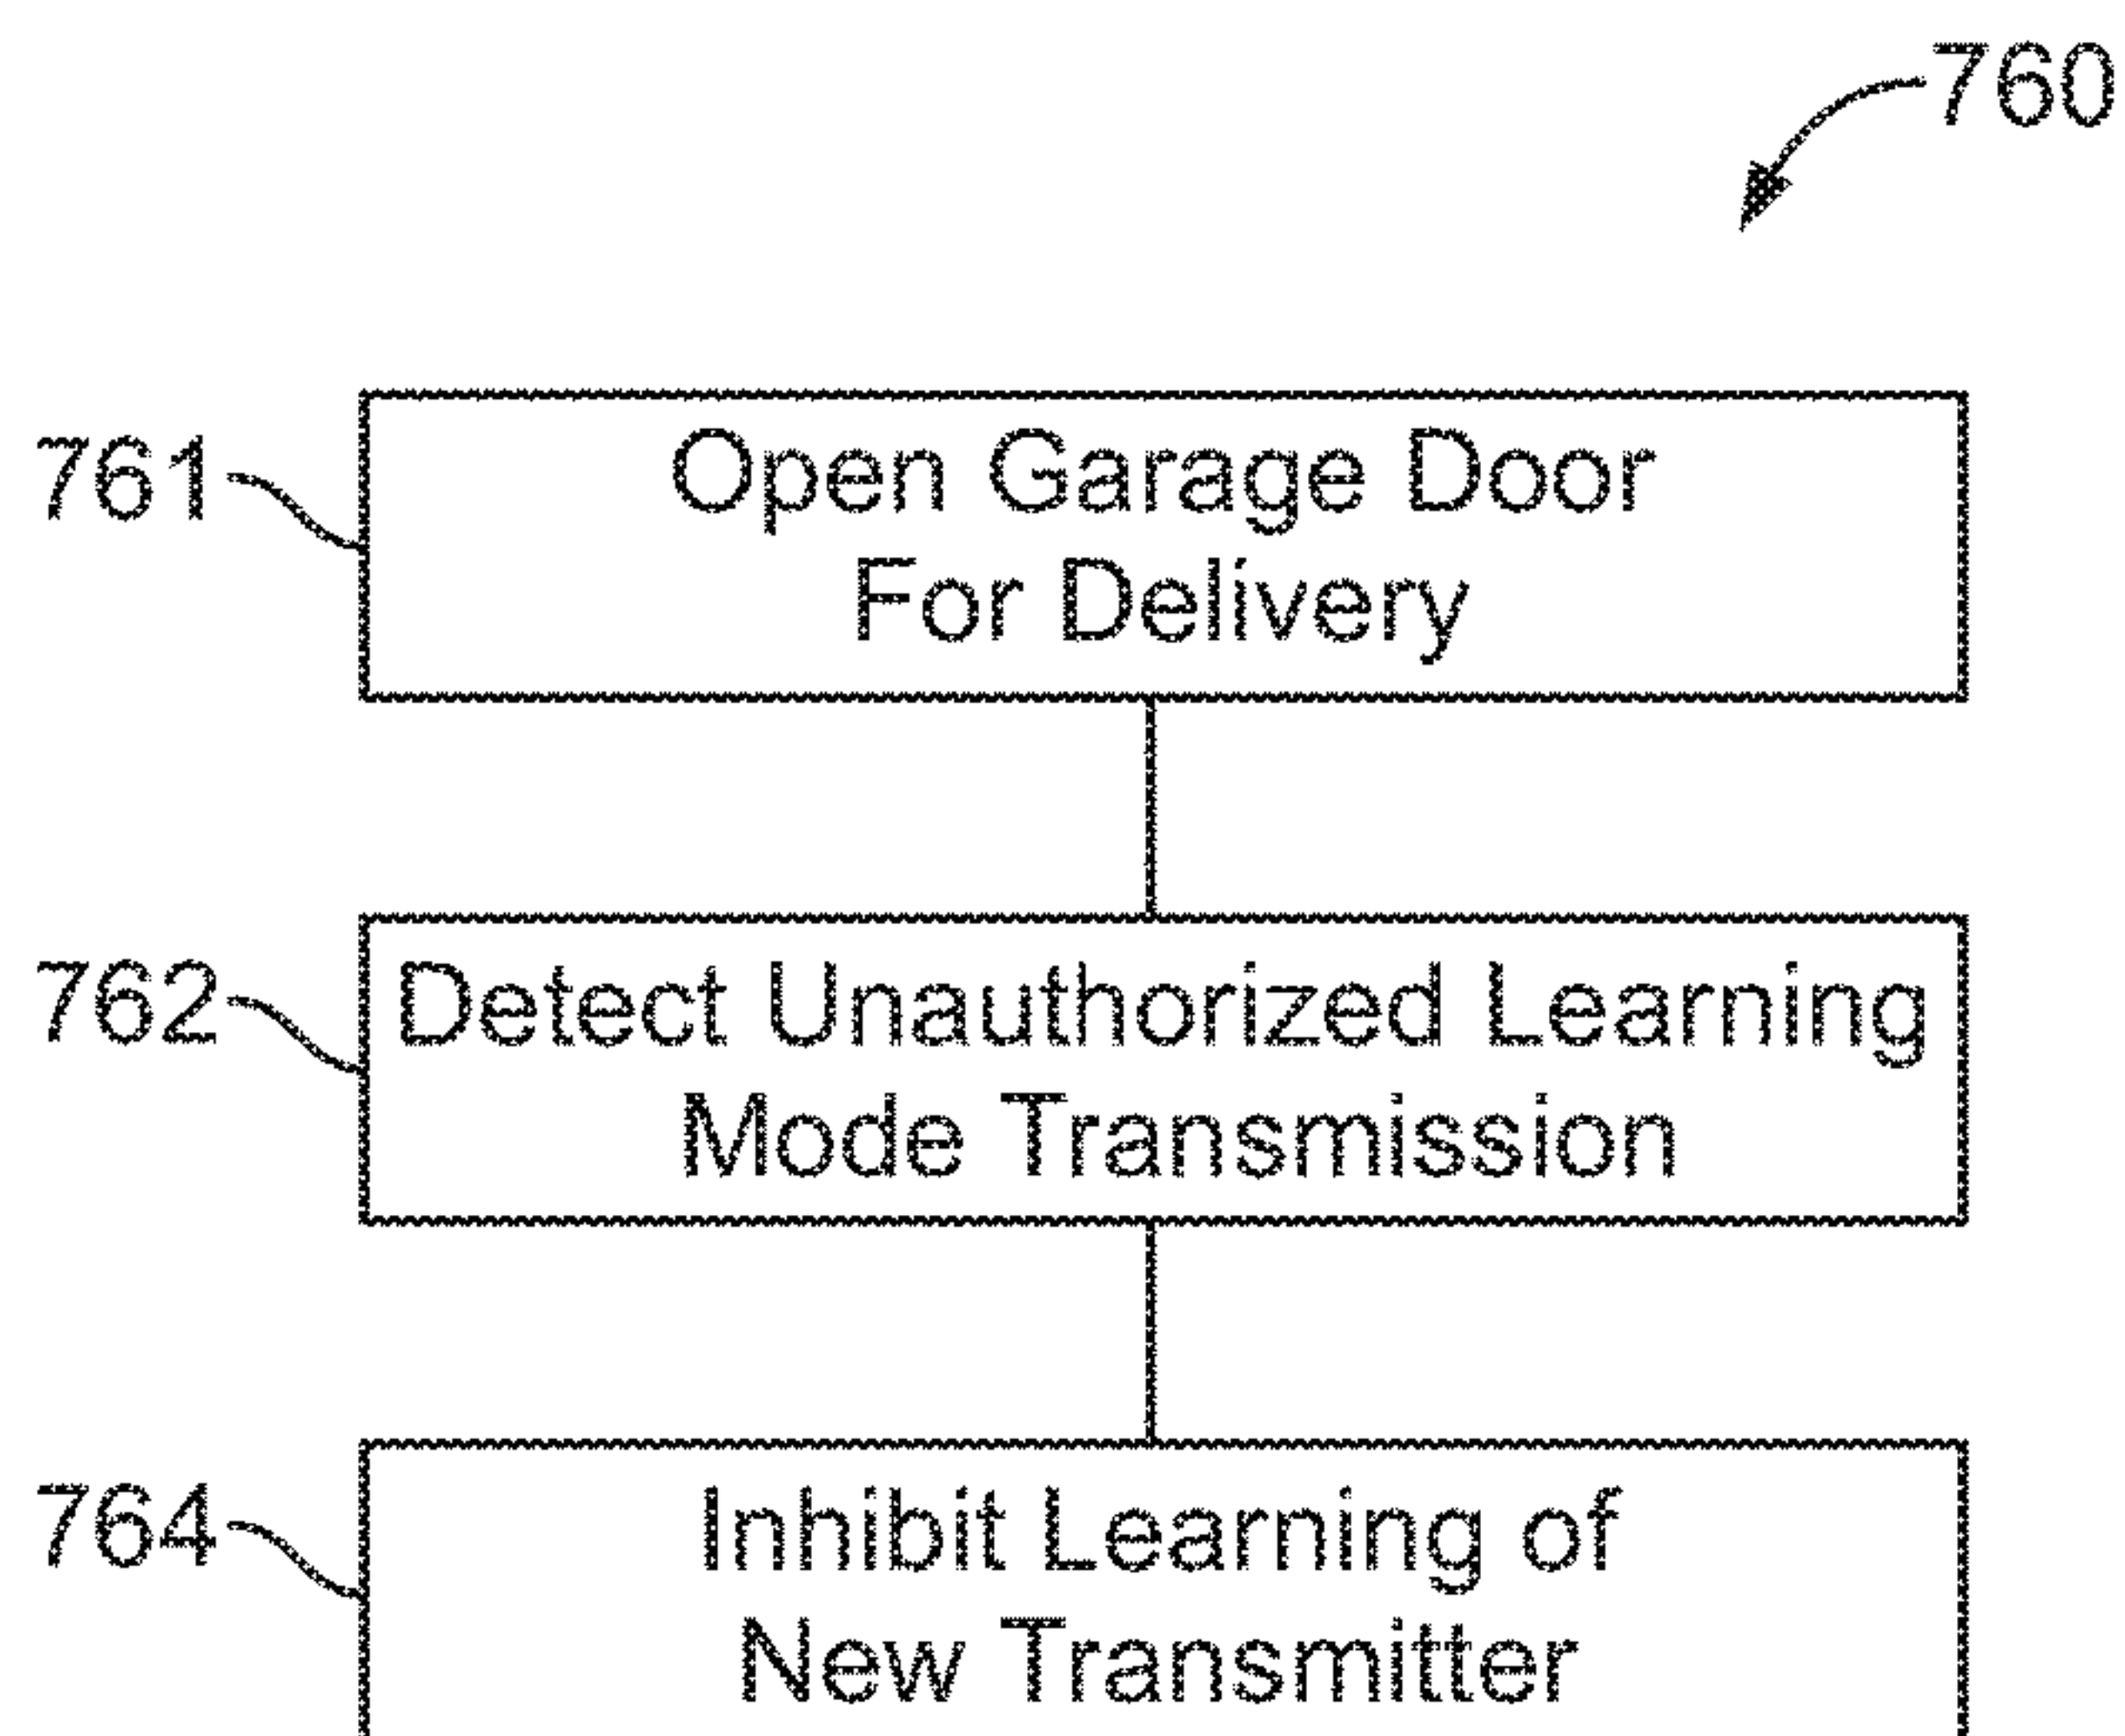 760
761
Open Garage Door
For Delivery
762
Detect Unauthorized Learning
Mode Transmission
764
Inhibit Learning of
New Transmitter